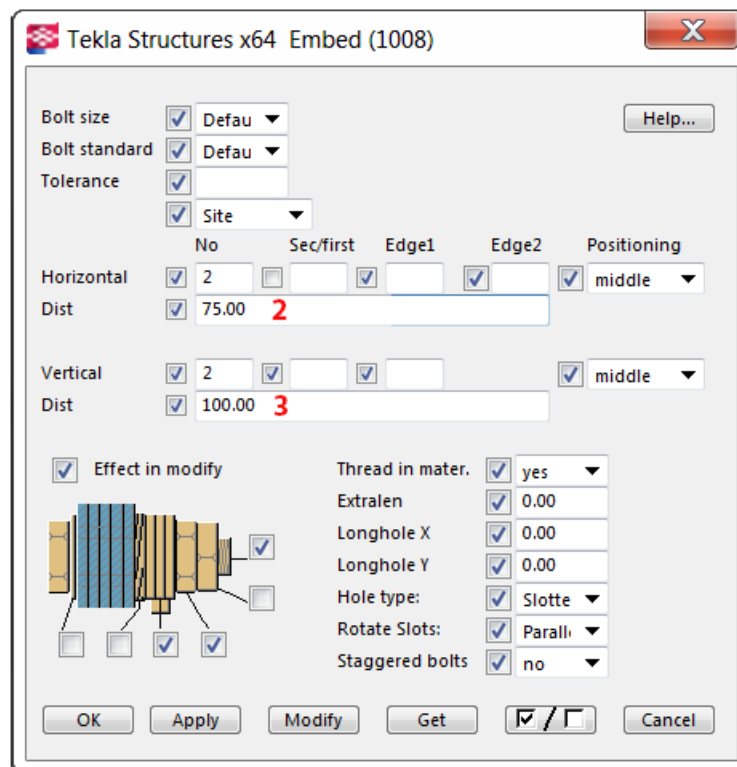 Tekla Structures x64 Embed (1008)
Bolt size Defau Help...
Bolt standard Defau
Tolerance
Site
No Sec/first Edge1 Edge2 Positioning
Horizontal 2 middle
Dist 75.00 2
Vertical 2 middle
Dist 100.00 3
Effect in modify Thread in mater. yes
Extralen 0.00
Longhole X 0.00
Longhole Y 0.00
Hole type: Slotte
Rotate Slots: Paralle
Staggered bolts no
OK Apply Modify Get / Cancel